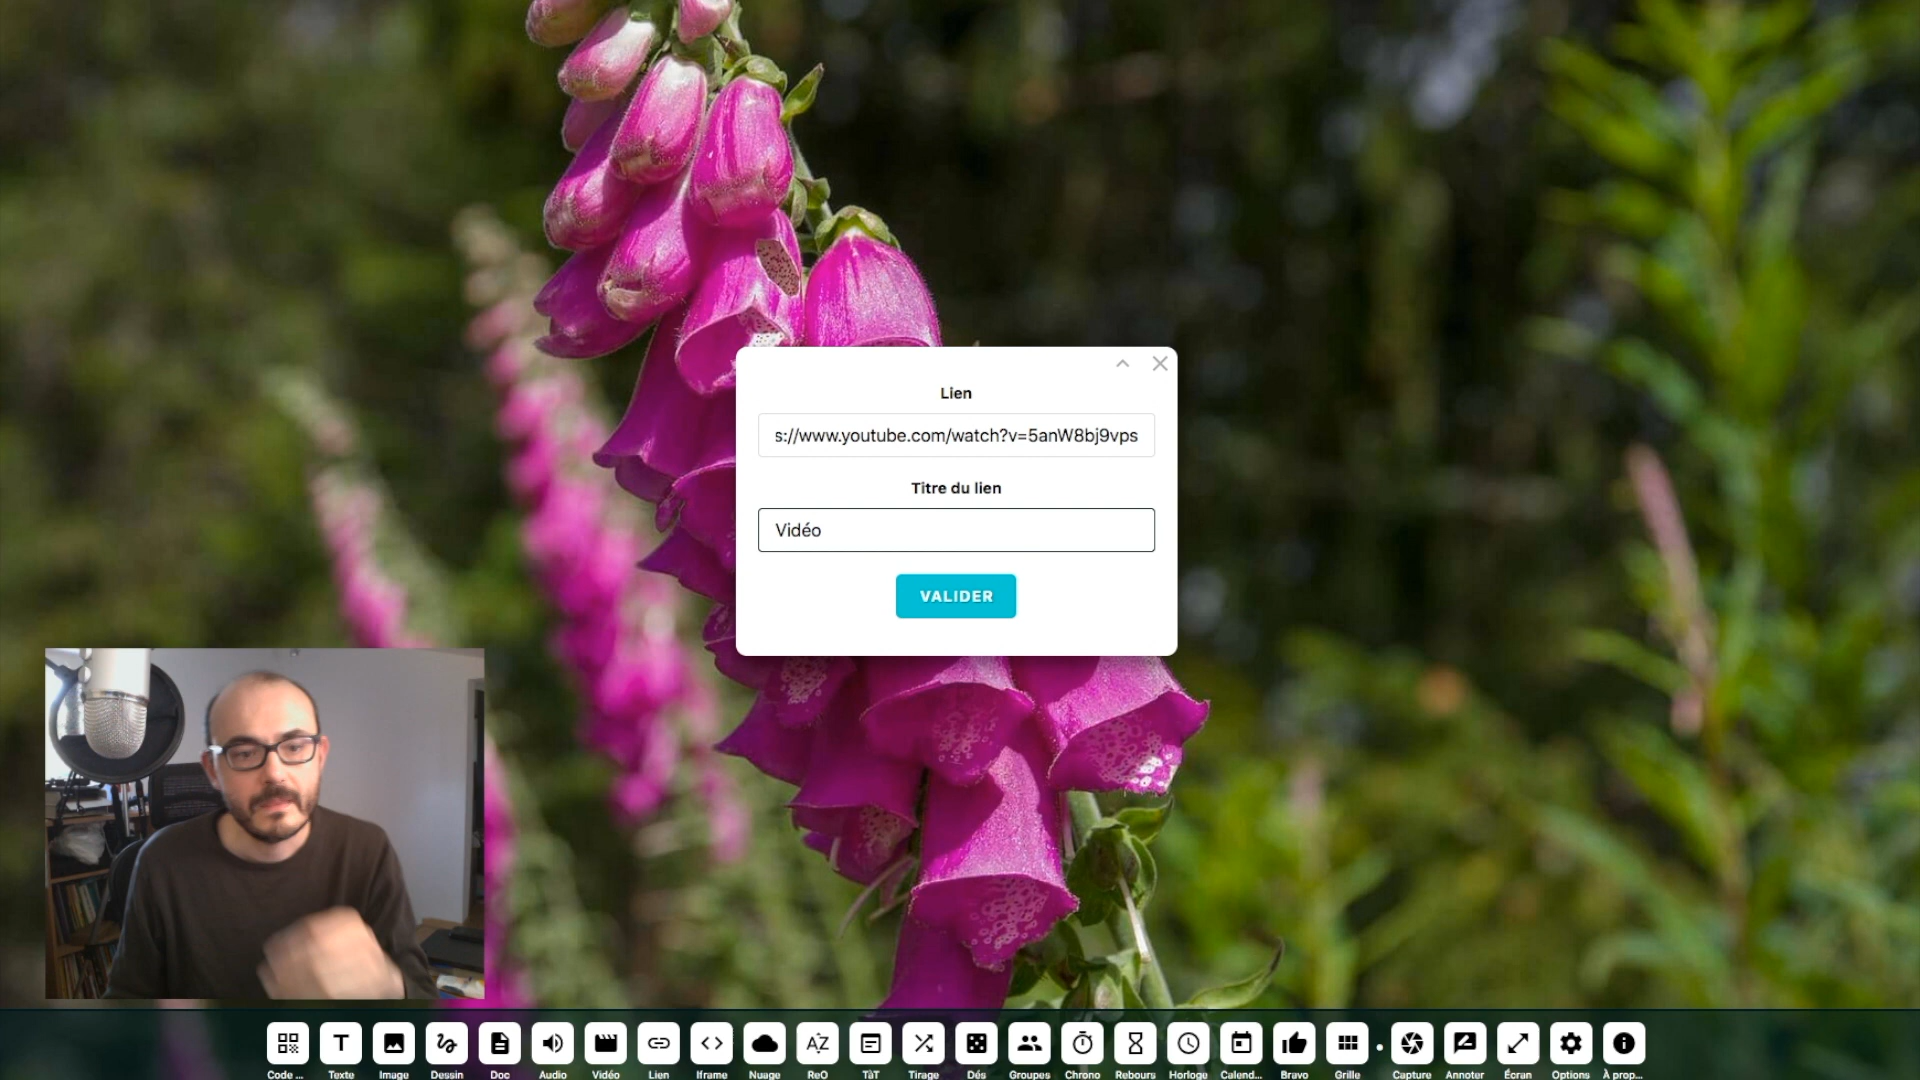 Lien
s://www.youtube.com/watch?v=5anW8bj9vps
Titre du lien
Vidéo
VALIDER
Code ...
Texte
Image
Dessin
Doc
Audio
Vidéo
Lien
Iframe
Nuage
ReO
TàT
Tirage
Dés
Groupes
Chrono
Rebours
Horloge
Calend...
Bravo
Grille
Capture
Annoter
Écran
Options
À prop...